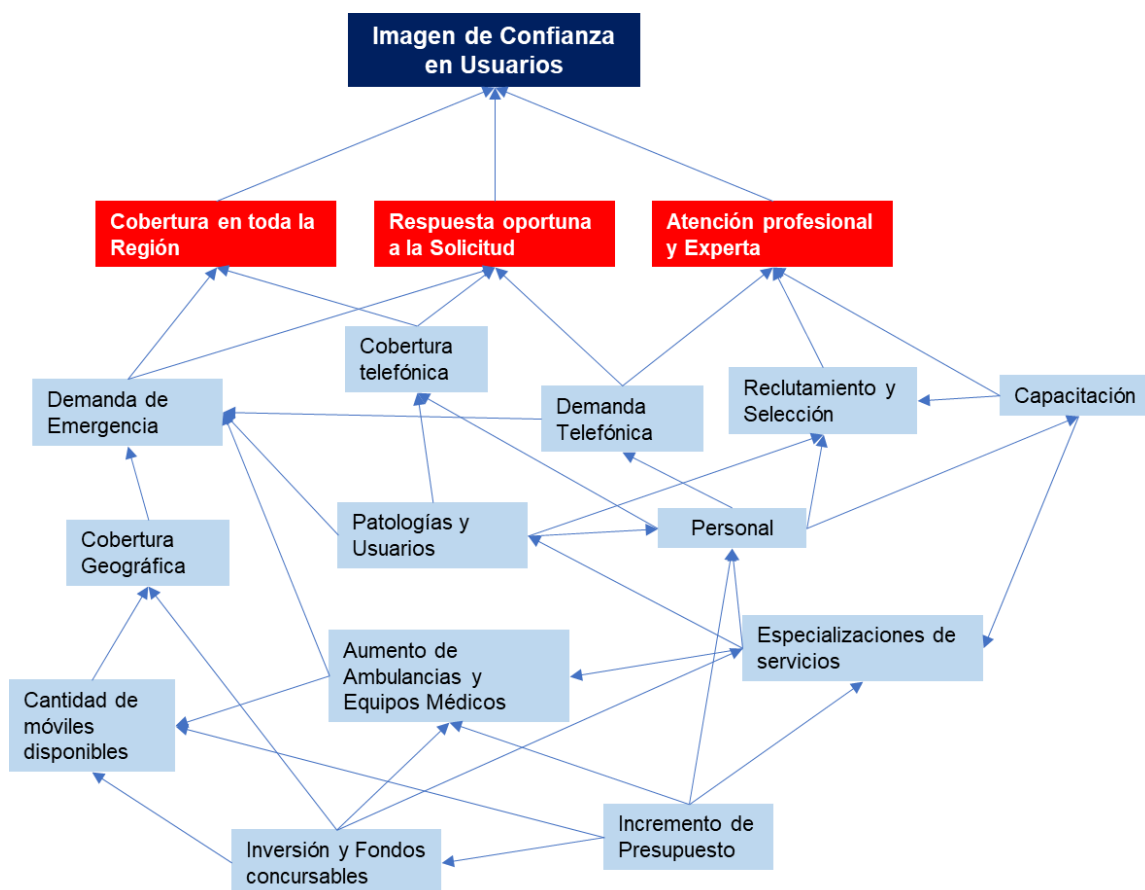 Imagen de Confianza
en Usuarios
Cobertura en toda la
Región
Respuesta oportuna
a la Solicitud
Atención profesional
y Experta
Cobertura
telefónica
Demanda de
Emergencia
Demanda
Telefónica
Reclutamiento y
Selección
Capacitación
Cobertura
Geográfica
Patologías y
Usuarios
Personal
Aumento de
Ambulancias y
Equipos Médicos
Especializaciones de
servicios
Cantidad de
móviles
disponibles
Inversión y Fondos
concursables
Incremento de
Presupuesto